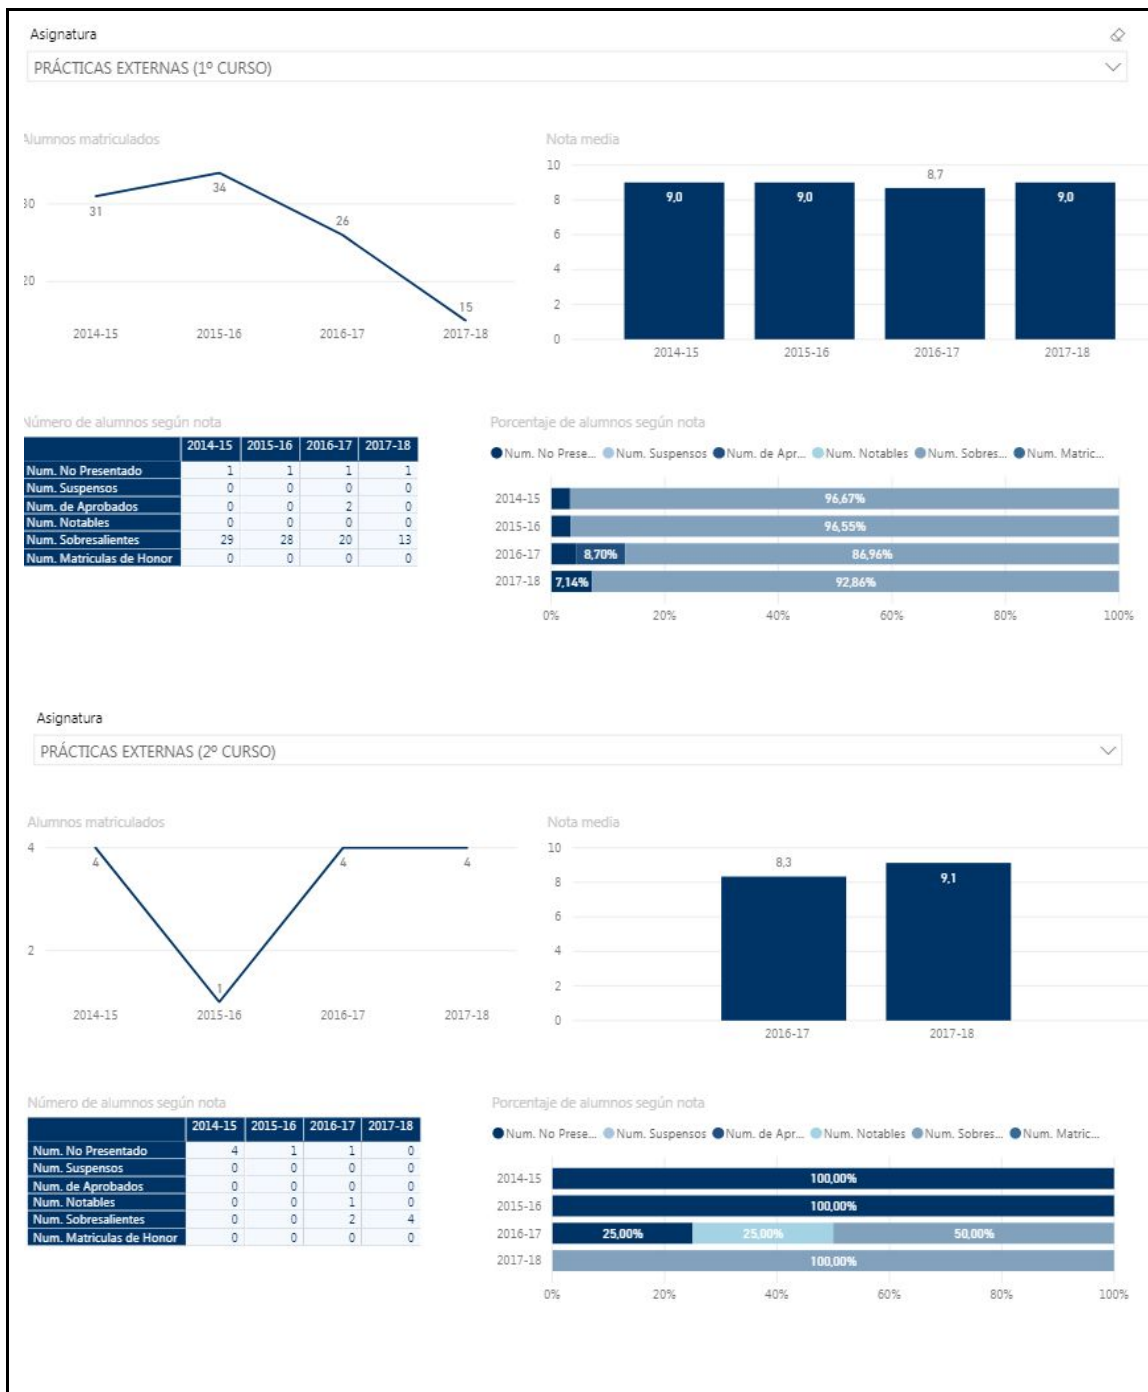 Asignatura
PRÁCTICAS EXTERNAS (1º CURSO)
Alumnos matriculados
30
20
31
34
26
15
2014-15 2015-16 2016-17 2017-18
Nota media
10
8
6
4
2
0
9,0 9,0 8,7 9,0
2014-15 2015-16 2016-17 2017-18
Número de alumnos según nota
2014-15 2015-16 2016-17 2017-18
Num. No Presentado 1 1 1 1
Num. Suspensos 0 0 0 0
Num. de Aprobados 0 0 2 0
Num. Notables 0 0 0 0
Num. Sobresalientes 29 28 20 13
Num. Matriculas de Honor 0 0 0 0
Porcentaje de alumnos según nota
Num. No Prese... Num. Suspensos Num. de Apr... Num. Notables Num. Sobres... Num. Matric...
2014-15 96,67%
2015-16 96,55%
2016-17 8,70% 86,96%
2017-18 7,14% 92,86%
0% 20% 40% 60% 80% 100%
Asignatura
PRÁCTICAS EXTERNAS (2º CURSO)
Alumnos matriculados
4
2
4
1
4
4
2014-15 2015-16 2016-17 2017-18
Nota media
10
8
6
4
2
0
8,3 9,1
2016-17 2017-18
Número de alumnos según nota
2014-15 2015-16 2016-17 2017-18
Num. No Presentado 4 1 1 0
Num. Suspensos 0 0 0 0
Num. de Aprobados 0 0 0 0
Num. Notables 0 0 1 0
Num. Sobresalientes 0 0 2 4
Num. Matriculas de Honor 0 0 0 0
Porcentaje de alumnos según nota
Num. No Prese... Num. Suspensos Num. de Apr... Num. Notables Num. Sobres... Num. Matric...
2014-15 100,00%
2015-16 100,00%
2016-17 25,00% 25,00% 50,00%
2017-18 100,00%
0% 20% 40% 60% 80% 100%